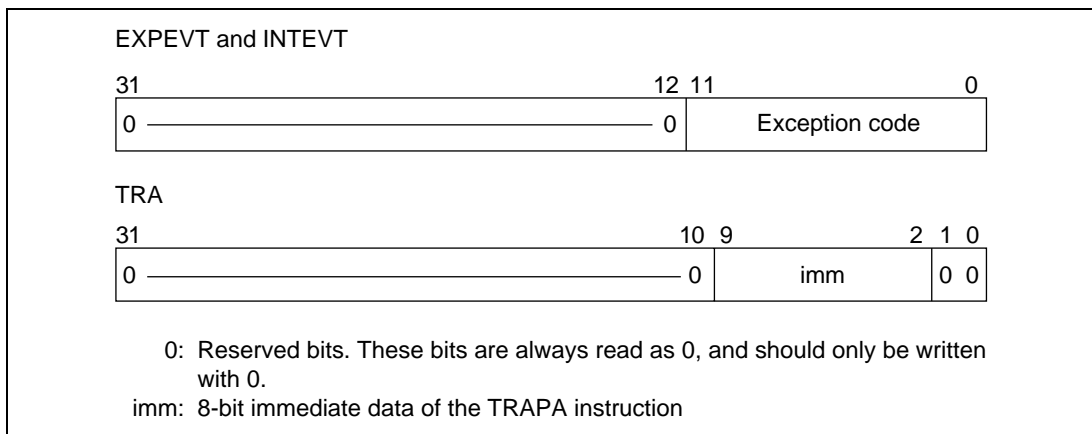 EXPEVT and INTEVT
31 12 11 0
0 0 Exception code
TRA
31 10 9 2 1 0
0 0 imm 0 0
0: Reserved bits. These bits are always read as 0, and should only be written
with 0.
imm: 8-bit immediate data of the TRAPA instruction